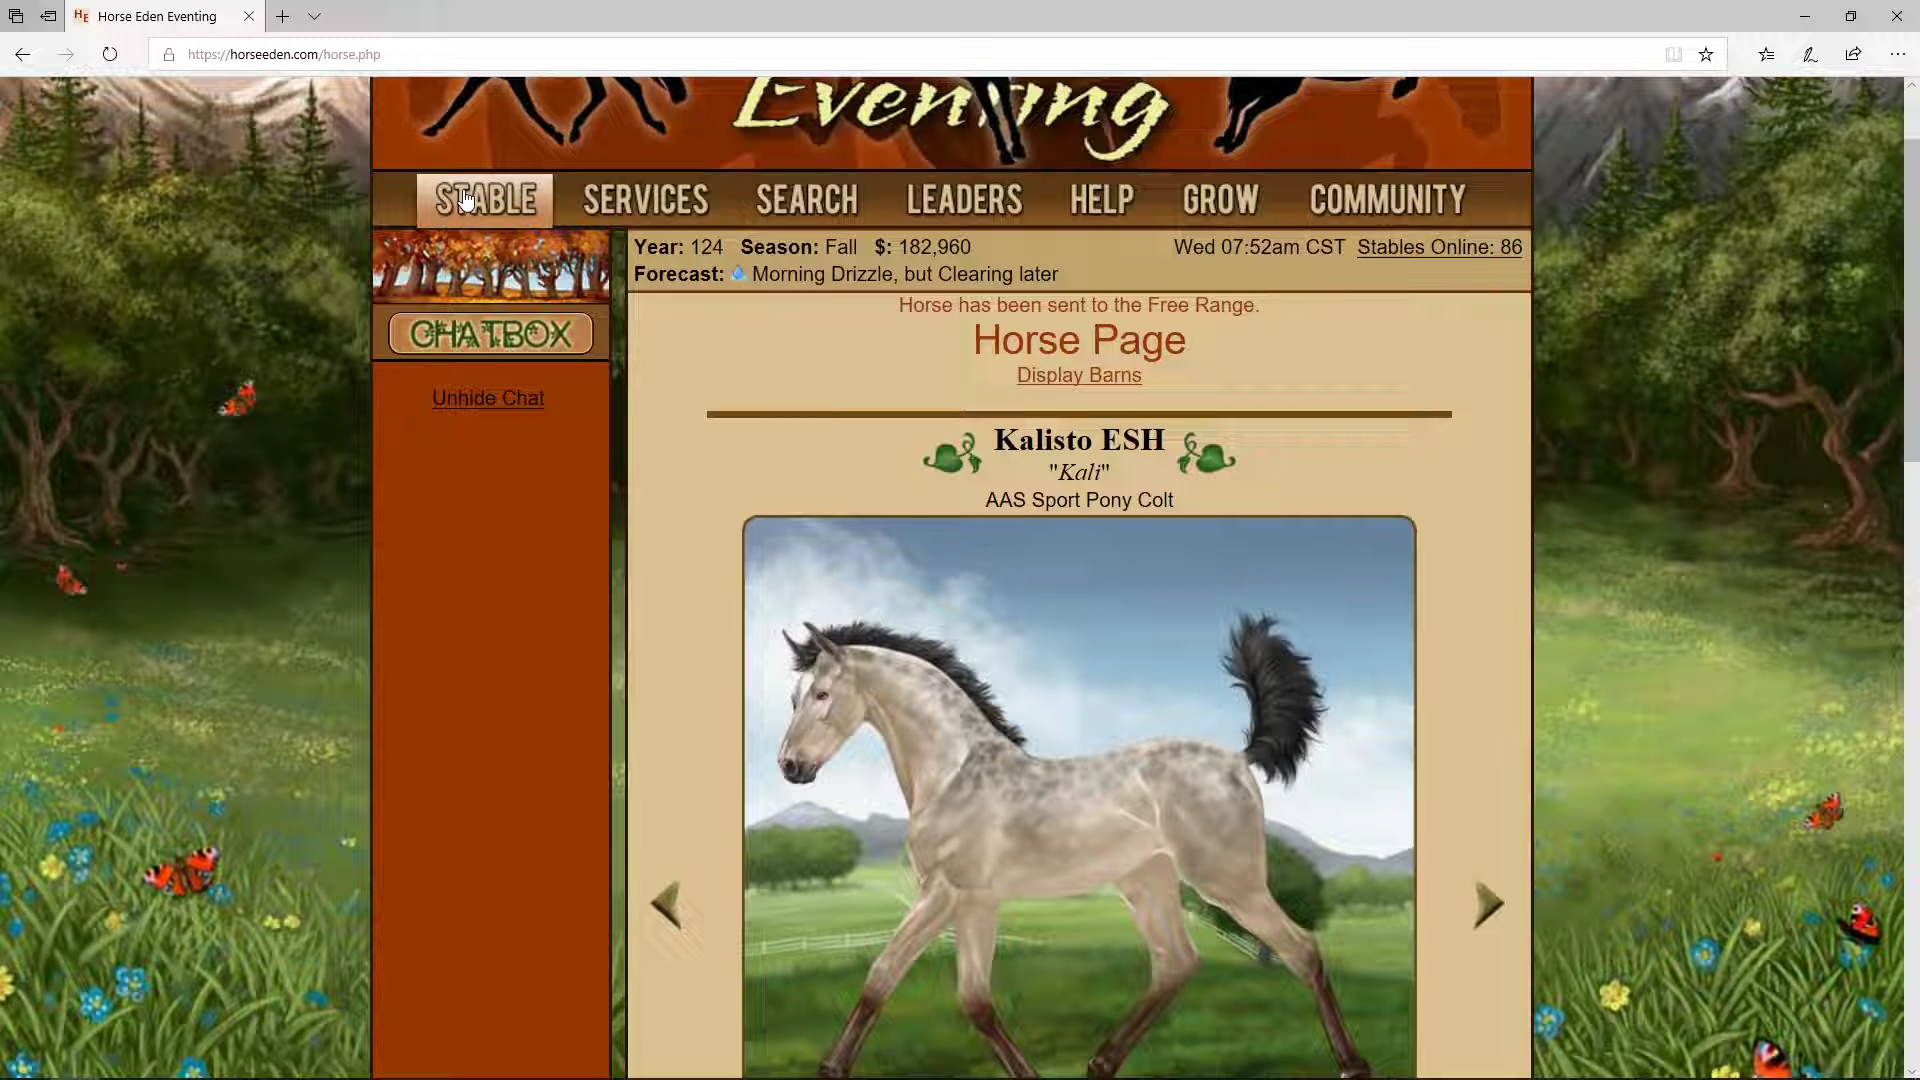 Horse Eden Eventing
https://horseeden.com/horse.php
Eventing
STABLE SERVICES SEARCH LEADERS HELP GROW COMMUNITY
Year: 124 Season: Fall $: 182,960 Wed 07:52am CST Stables Online: 86
Forecast: Morning Drizzle, but Clearing later
CHATBOX
Unhide Chat
Horse has been sent to the Free Range.
Horse Page
Display Barns
Kalisto ESH
"Kali"
AAS Sport Pony Colt